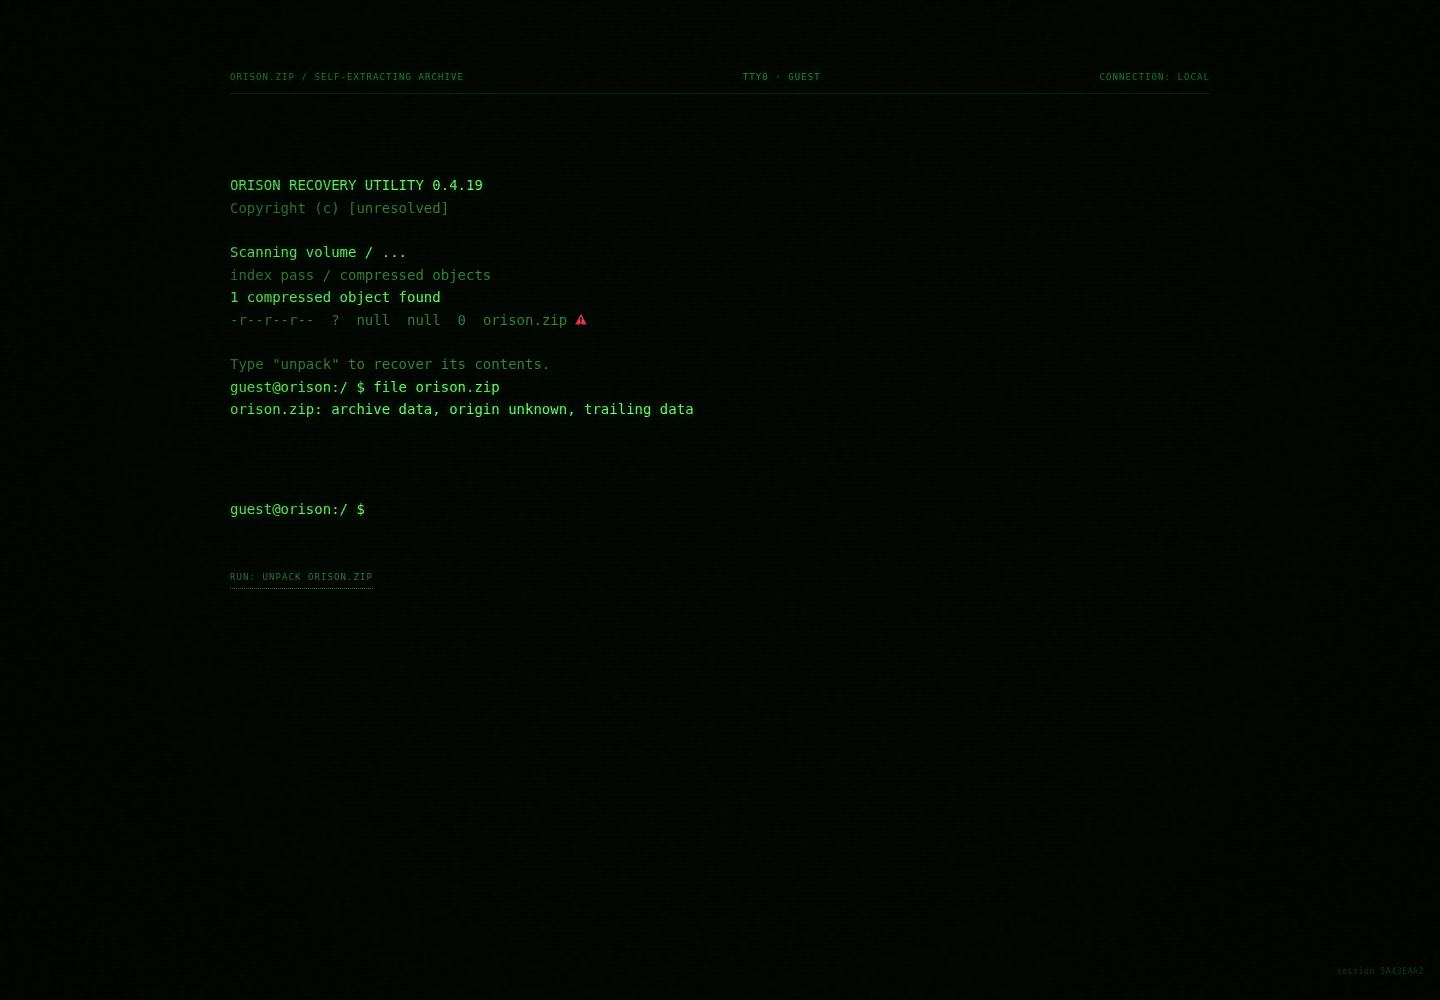 ORISON.ZIP / SELF-EXTRACTING ARCHIVE
TTY0 · GUEST
CONNECTION: LOCAL
ORISON RECOVERY UTILITY 0.4.19
Copyright (c) [unresolved]
Scanning volume / ...
index pass / compressed objects
1 compressed object found
-r--r--r--  ?  null  null  0  orison.zip
Type "unpack" to recover its contents.
guest@orison:/ $ file orison.zip
orison.zip: archive data, origin unknown, trailing data
guest@orison:/ $
RUN: UNPACK ORISON.ZIP
session 5A43EAA2